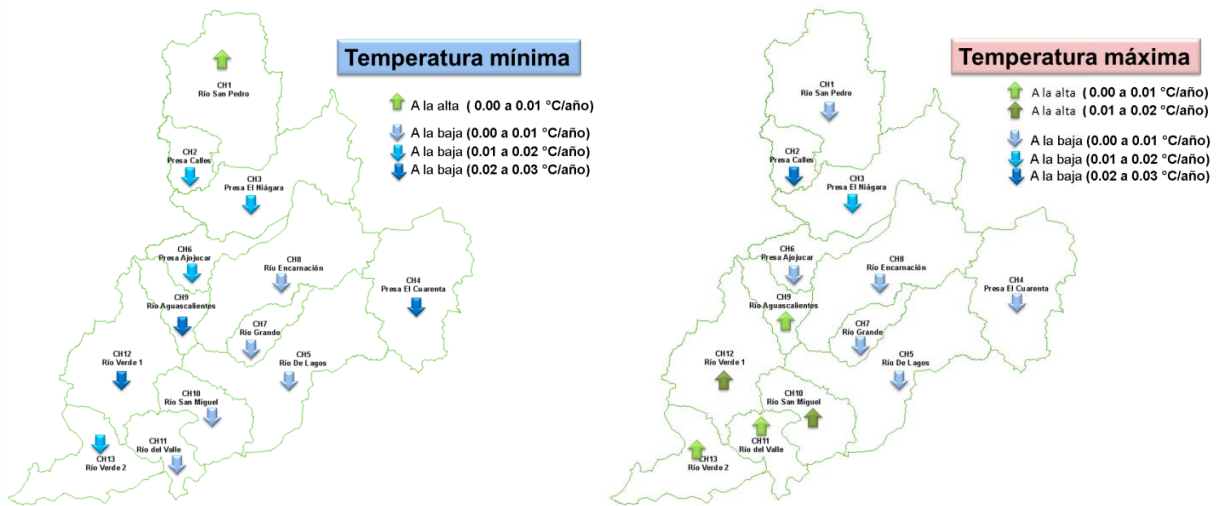 Temperatura mínima
A la alta ( 0.00 a 0.01 °C/año)
A la baja (0.00 a 0.01 °C/año)
A la baja (0.01 a 0.02 °C/año)
A la baja (0.02 a 0.03 °C/año)
CH1
Río San Pedro
CH2
Presa Calles
CH3
Presa El Niágara
CH6
Presa Ajojucar
CH8
Río Encarnación
CH4
Presa El Cuarenta
CH9
Río Aguascalientes
CH7
Río Grande
CH12
Río Verde 1
CH5
Río De Lagos
CH10
Río San Miguel
CH11
Río del Valle
CH13
Río Verde 2
Temperatura máxima
A la alta ( 0.00 a 0.01 °C/año)
A la alta (0.01 a 0.02 °C/año)
A la baja (0.00 a 0.01 °C/año)
A la baja (0.01 a 0.02 °C/año)
A la baja (0.02 a 0.03 °C/año)
CH1
Río San Pedro
CH2
Presa Calles
CH3
Presa El Niágara
CH6
Presa Ajojucar
CH8
Río Encarnación
CH4
Presa El Cuarenta
CH9
Río Aguascalientes
CH7
Río Grande
CH12
Río Verde 1
CH5
Río De Lagos
CH10
Río San Miguel
CH11
Río del Valle
CH13
Río Verde 2